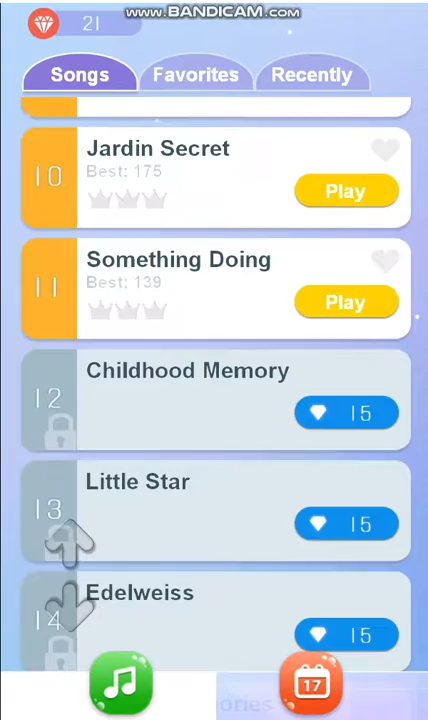 www.BANDICAM.com
21
Songs
Favorites
Recently
10
Jardin Secret
Best: 175
Play
11
Something Doing
Best: 139
Play
12
Childhood Memory
15
13
Little Star
15
14
Edelweiss
15
17
ories